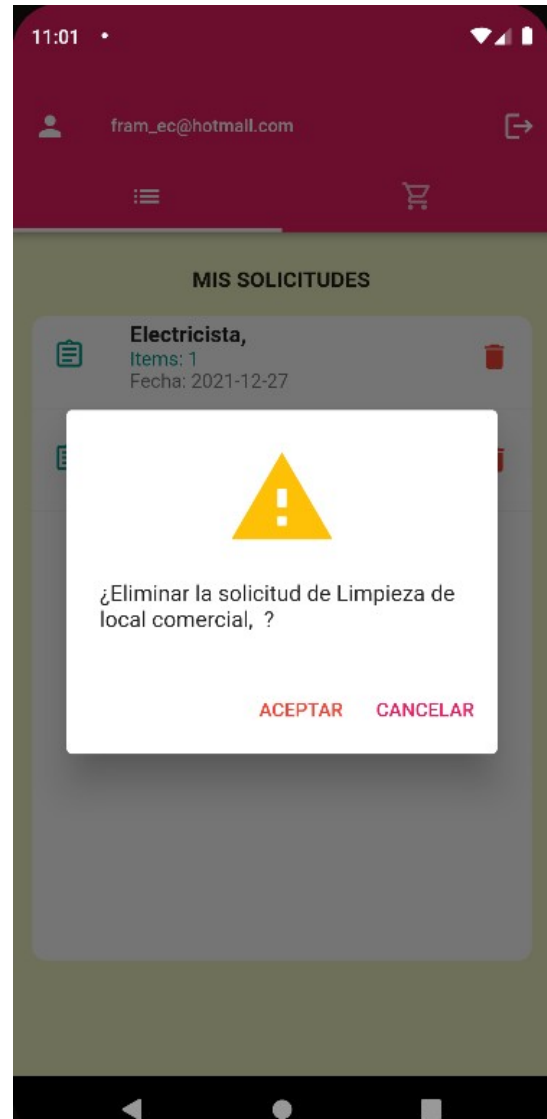 11:01
fram_ec@hotmall.com
MIS SOLICITUDES
Electricista,
Items: 1
Fecha: 2021-12-27
¿Eliminar la solicitud de Limpieza de
local comercial,  ?
ACEPTAR CANCELAR